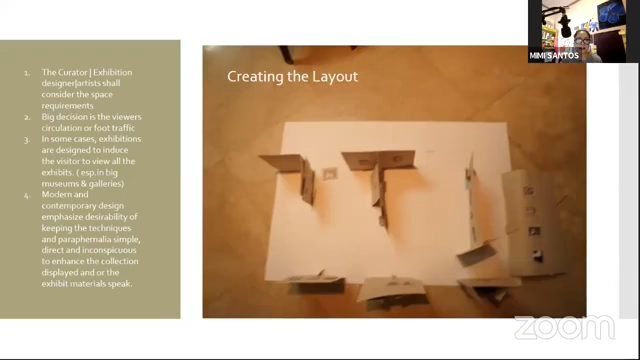 MIMI SANTOS
Creating the Layout
1. The Curator | Exhibition
designer|artists shall
consider the space
requirements
2. Big decision is the viewers
circulation or foot traffic
3. In some cases, exhibitions
are designed to induce
the visitor to view all the
exhibits. ( esp.in big
museums & galleries)
4. Modern and
contemporary design
emphasize desirability of
keeping the techniques
and paraphernalia simple,
direct and inconspicuous
to enhance the collection
displayed and or the
exhibit materials speak.
zoom